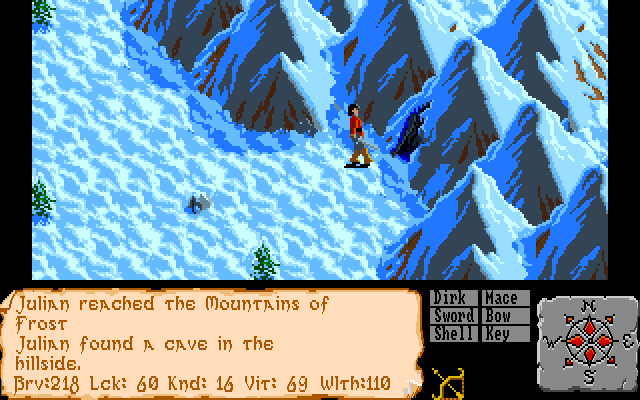 Julian reached the Mountains of
Frost
Julian found a cave in the
hillside.
Brv:218 Lck: 60 Knd: 16 Vit: 69 Wlth:110
Dirk Mace
Sword Bow
Shell Key
N
W E
S